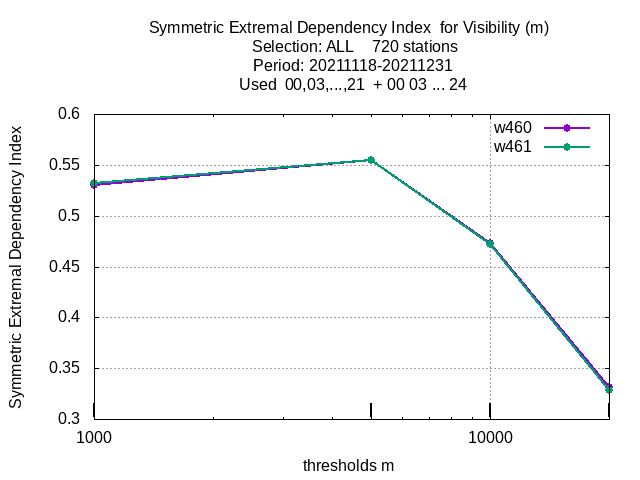 Symmetric Extremal Dependency Index  for Visibility (m)
Selection: ALL    720 stations
Period: 20211118-20211231
Used  00,03,...,21  + 00 03 ... 24
Symmetric Extremal Dependency Index
0.6
0.55
0.5
0.45
0.4
0.35
0.3
w460
w461
1000
10000
thresholds m